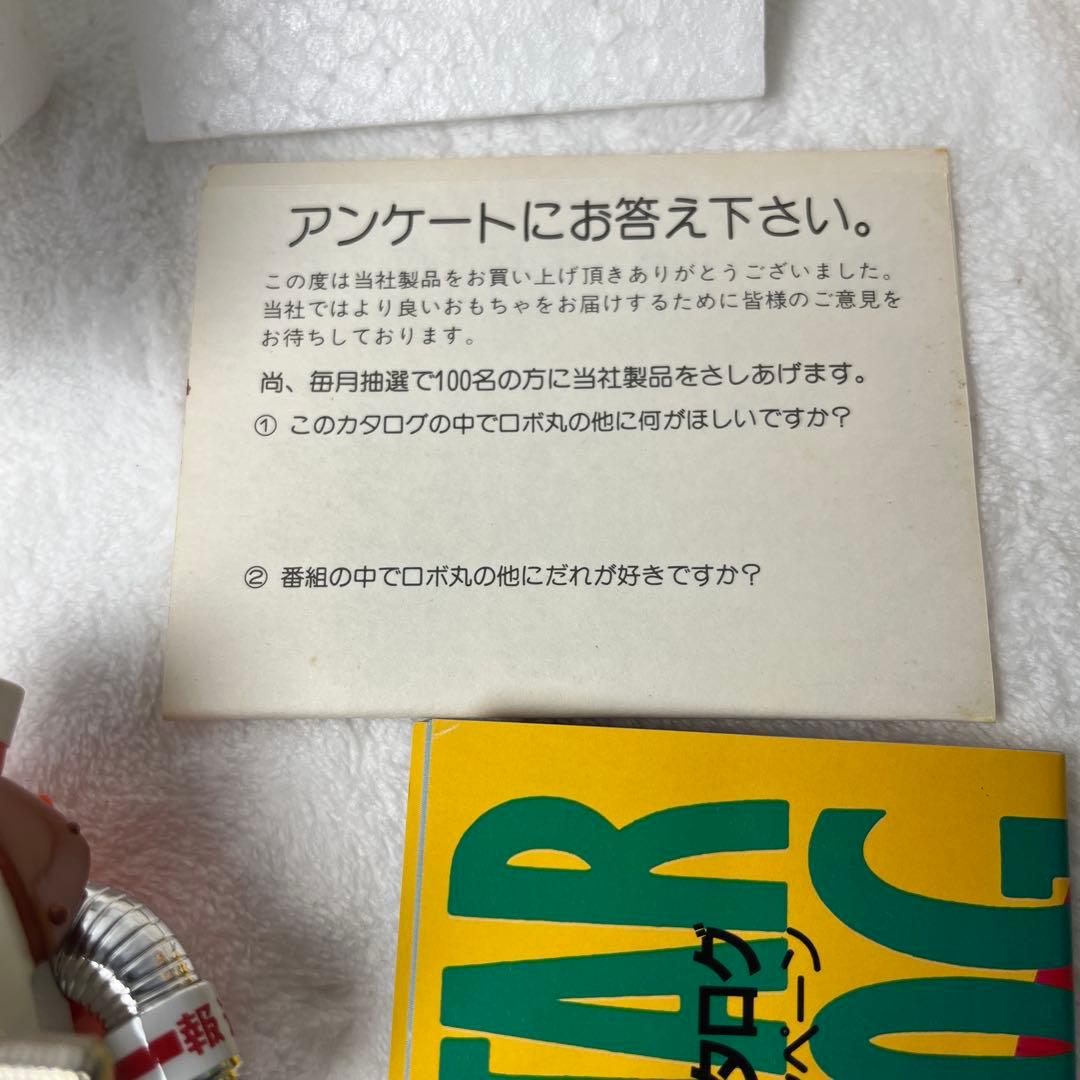 アンケートにお答え下さい。
この度は当社製品をお買い上げ頂きありがとうございました。
当社ではより良いおもちゃをお届けするために皆様のご意見を
お待ちしております。
尚、毎月抽選で100名の方に当社製品をさしあげます。
① このカタログの中でロボ丸の他に何がほしいですか?
② 番組の中でロボ丸の他にだれが好きですか?
タログ
ペーン
報